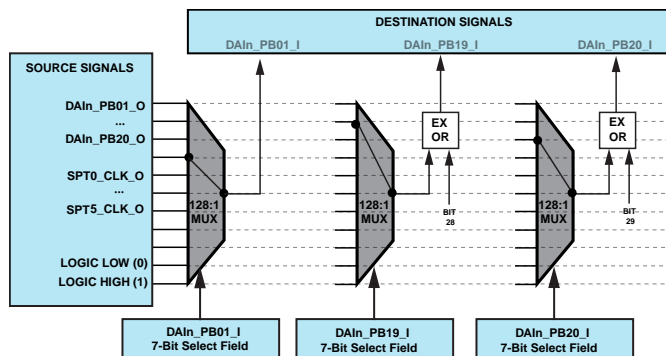 DESTINATION SIGNALS
DAIn_PB01_I
DAIn_PB19_I
DAIn_PB20_I
SOURCE SIGNALS
DAIn_PB01_O
...
DAIn_PB20_O
SPT0_CLK_O
...
SPT5_CLK_O
LOGIC LOW (0)
LOGIC HIGH (1)
128:1
MUX
128:1
MUX
EX
OR
BIT
28
128:1
MUX
EX
OR
BIT
29
DAIn_PB01_I
7-Bit Select Field
DAIn_PB19_I
7-Bit Select Field
DAIn_PB20_I
7-Bit Select Field